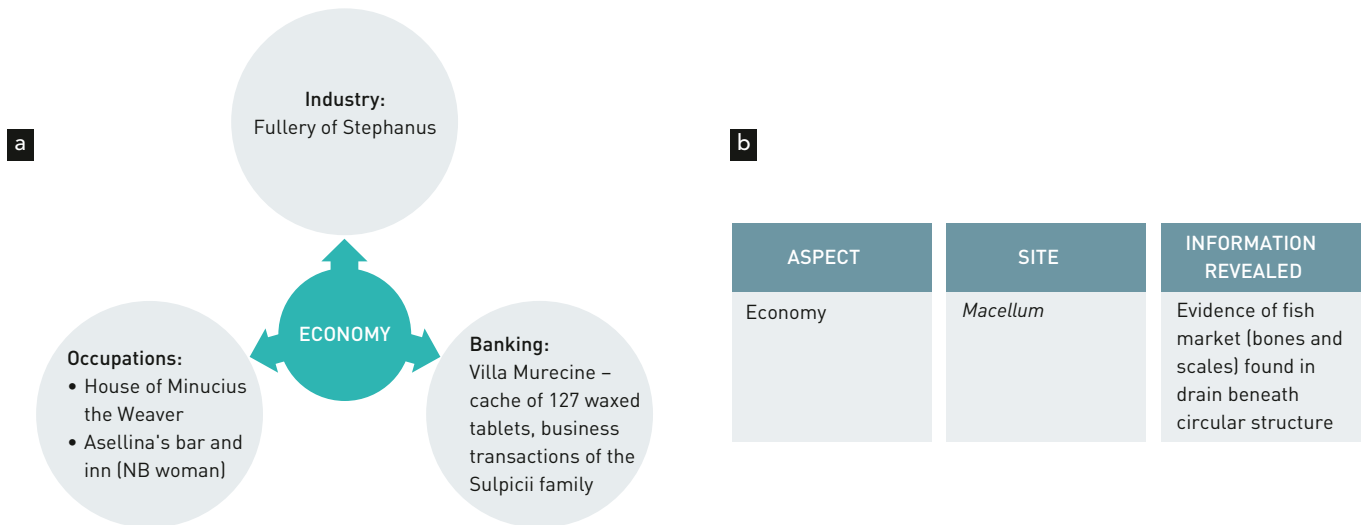 a
Industry:
Fullery of Stephanus
ECONOMY
Occupations:
• House of Minucius
the Weaver
• Asellina's bar and
inn (NB woman)
Banking:
Villa Murecine –
cache of 127 waxed
tablets, business
transactions of the
Sulpicii family
b
ASPECT
SITE
INFORMATION
REVEALED
Economy
Macellum
Evidence of fish
market (bones and
scales) found in
drain beneath
circular structure